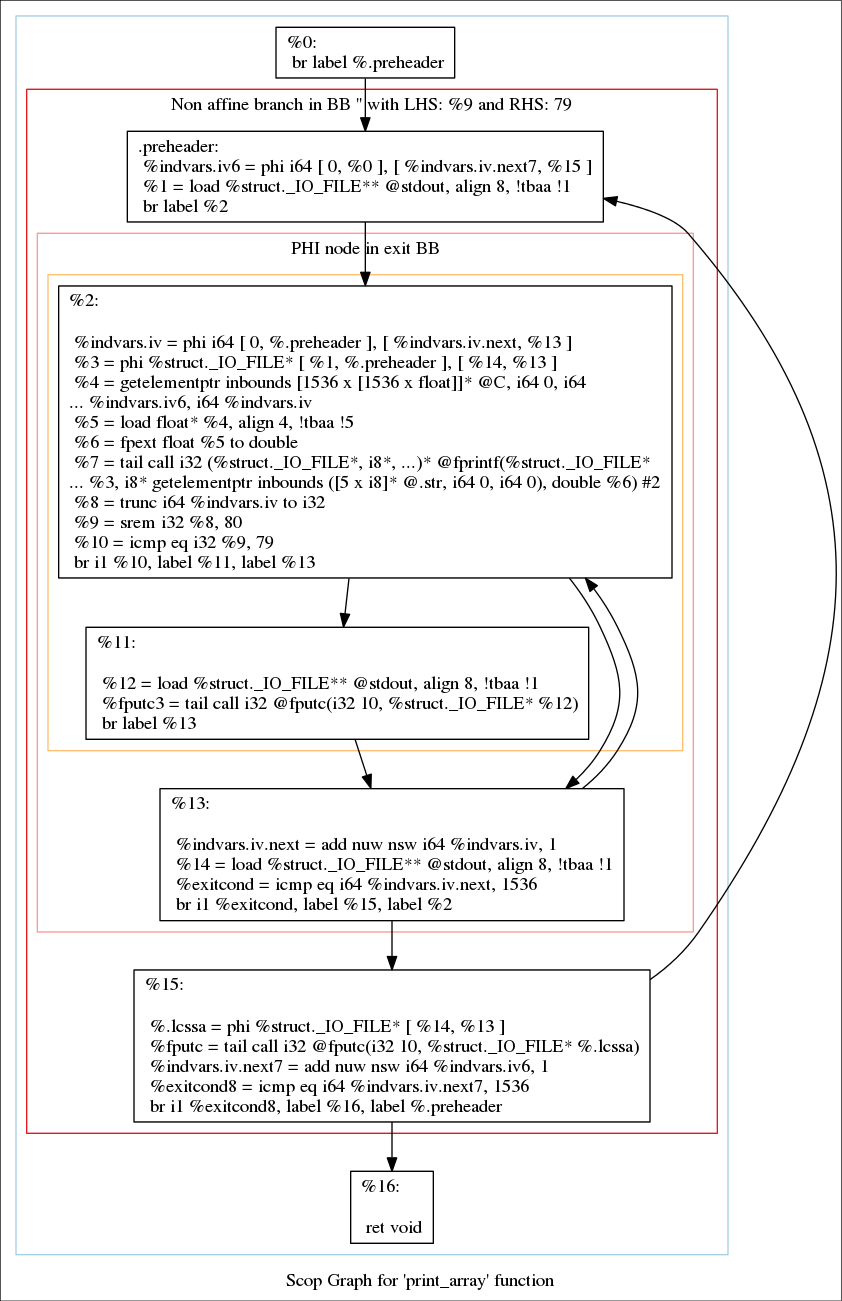 %0:
br label %.preheader
Non affine branch in BB '' with LHS: %9 and RHS: 79
.preheader:
%indvars.iv6 = phi i64 [ 0, %0 ], [ %indvars.iv.next7, %15 ]
%1 = load %struct._IO_FILE** @stdout, align 8, !tbaa !1
br label %2
PHI node in exit BB
%2:
%indvars.iv = phi i64 [ 0, %.preheader ], [ %indvars.iv.next, %13 ]
%3 = phi %struct._IO_FILE* [ %1, %.preheader ], [ %14, %13 ]
%4 = getelementptr inbounds [1536 x [1536 x float]]* @C, i64 0, i64
... %indvars.iv6, i64 %indvars.iv
%5 = load float* %4, align 4, !tbaa !5
%6 = fpext float %5 to double
%7 = tail call i32 (%struct._IO_FILE*, i8*, ...)* @fprintf(%struct._IO_FILE*
... %3, i8* getelementptr inbounds ([5 x i8]* @.str, i64 0, i64 0), double %6) #2
%8 = trunc i64 %indvars.iv to i32
%9 = srem i32 %8, 80
%10 = icmp eq i32 %9, 79
br i1 %10, label %11, label %13
%11:
%12 = load %struct._IO_FILE** @stdout, align 8, !tbaa !1
%fputc3 = tail call i32 @fputc(i32 10, %struct._IO_FILE* %12)
br label %13
%13:
%indvars.iv.next = add nuw nsw i64 %indvars.iv, 1
%14 = load %struct._IO_FILE** @stdout, align 8, !tbaa !1
%exitcond = icmp eq i64 %indvars.iv.next, 1536
br i1 %exitcond, label %15, label %2
%15:
%.lcssa = phi %struct._IO_FILE* [ %14, %13 ]
%fputc = tail call i32 @fputc(i32 10, %struct._IO_FILE* %.lcssa)
%indvars.iv.next7 = add nuw nsw i64 %indvars.iv6, 1
%exitcond8 = icmp eq i64 %indvars.iv.next7, 1536
br i1 %exitcond8, label %16, label %.preheader
%16:
ret void
Scop Graph for 'print_array' function